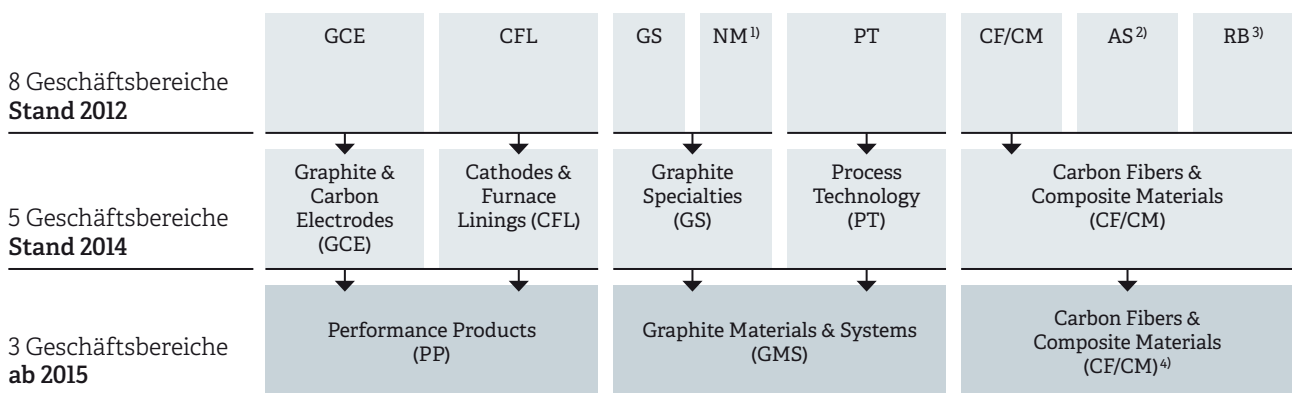 GCE
CFL
GS
NM1)
PT
CF/CM
AS2)
RB3)
8 Geschäftsbereiche
Stand 2012
Graphite &
Carbon
Electrodes
(GCE)
Cathodes &
Furnace
Linings (CFL)
Graphite
Specialties
(GS)
Process
Technology
(PT)
Carbon Fibers &
Composite Materials
(CF/CM)
5 Geschäftsbereiche
Stand 2014
Performance Products
(PP)
Graphite Materials & Systems
(GMS)
Carbon Fibers &
Composite Materials
(CF/CM)4)
3 Geschäftsbereiche
ab 2015